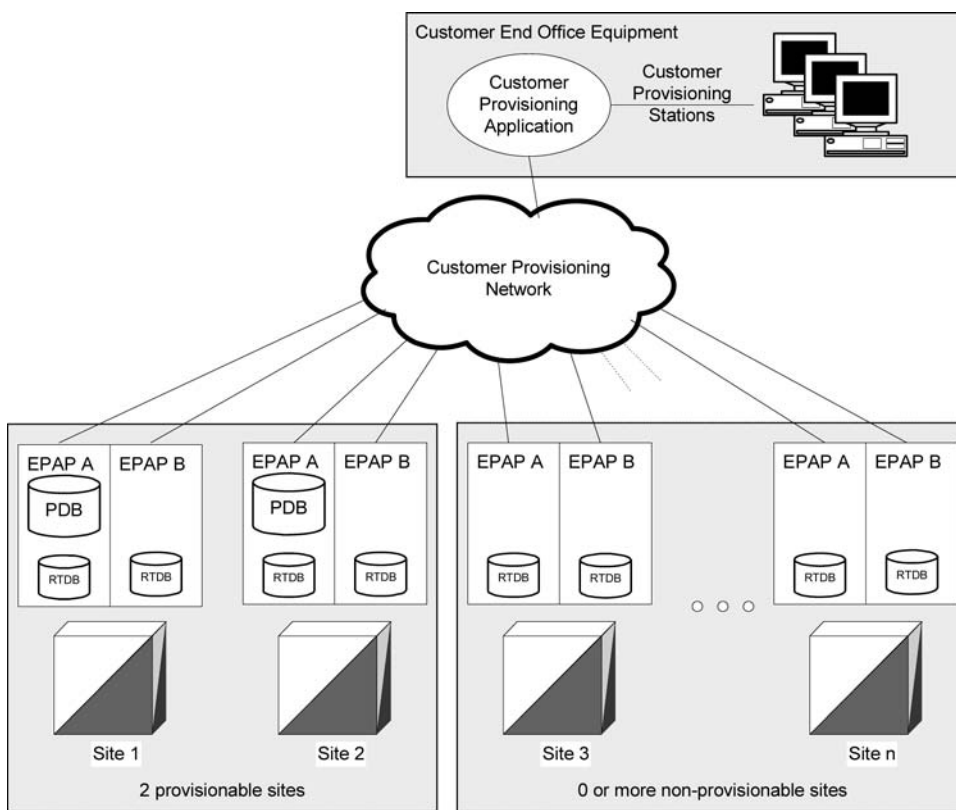 Customer End Office Equipment
Customer
Provisioning
Application
Customer
Provisioning
Stations
Customer Provisioning
Network
EPAP A
EPAP B
PDB
RTDB
RTDB
EPAP A
EPAP B
PDB
RTDB
RTDB
EPAP A
EPAP B
RTDB
RTDB
EPAP A
EPAP B
RTDB
RTDB
Site 1
Site 2
Site 3
Site n
2 provisionable sites
0 or more non-provisionable sites